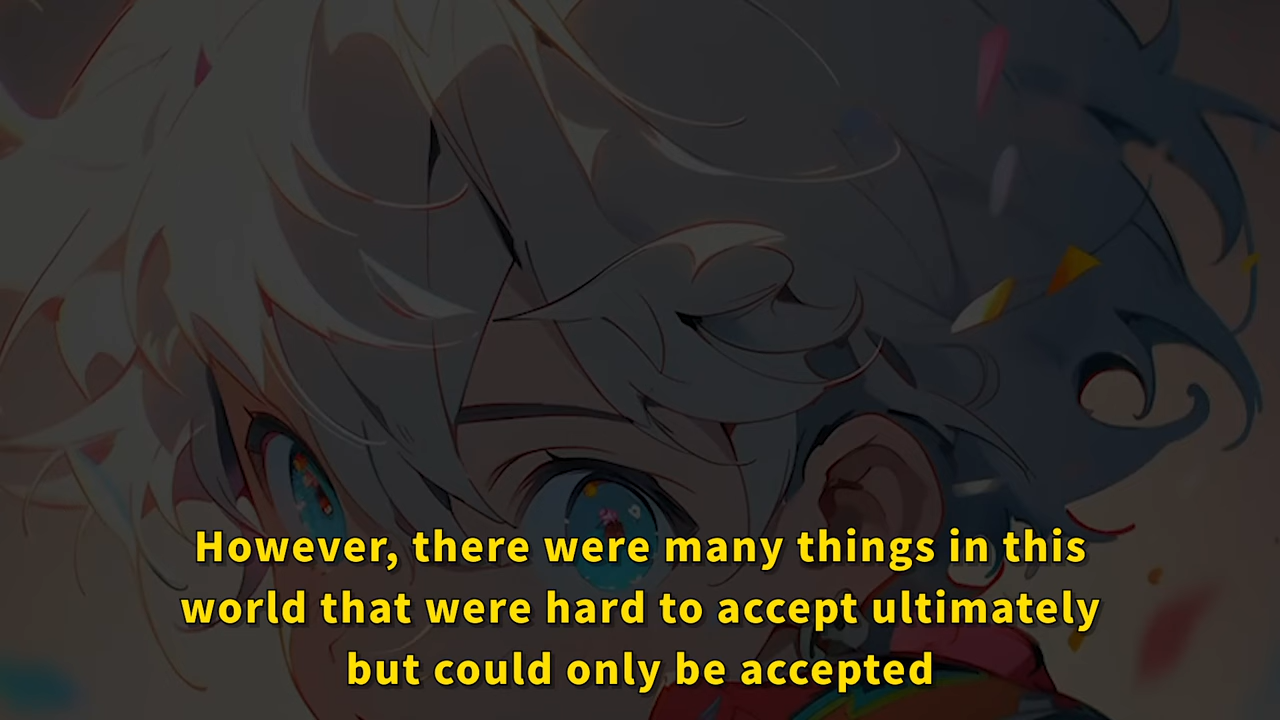 However, there were many things in this
world that were hard to accept ultimately
but could only be accepted